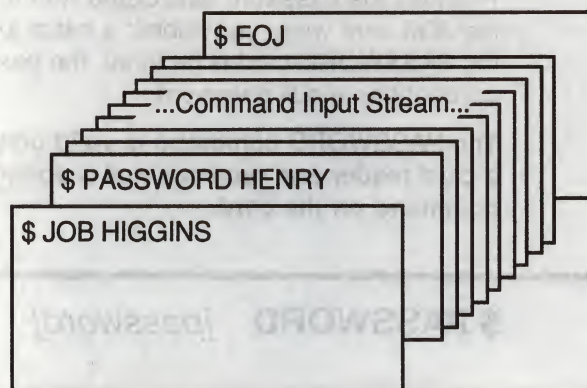 $ EOJ
...Command Input Stream...
$ PASSWORD HENRY
$ JOB HIGGINS